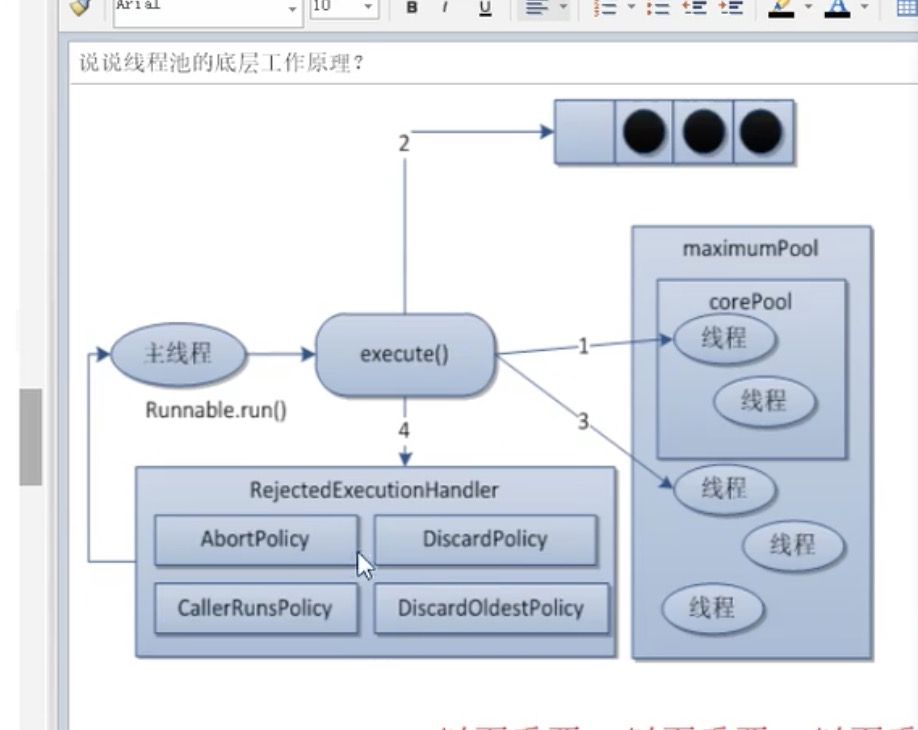 Arial 10 B I U A
说说线程池的底层工作原理?
2
maximumPool
corePool
线程
线程
主线程
execute()
1
Runnable.run()
3
4
线程
线程
线程
RejectedExecutionHandler
AbortPolicy
DiscardPolicy
CallerRunsPolicy
DiscardOldestPolicy